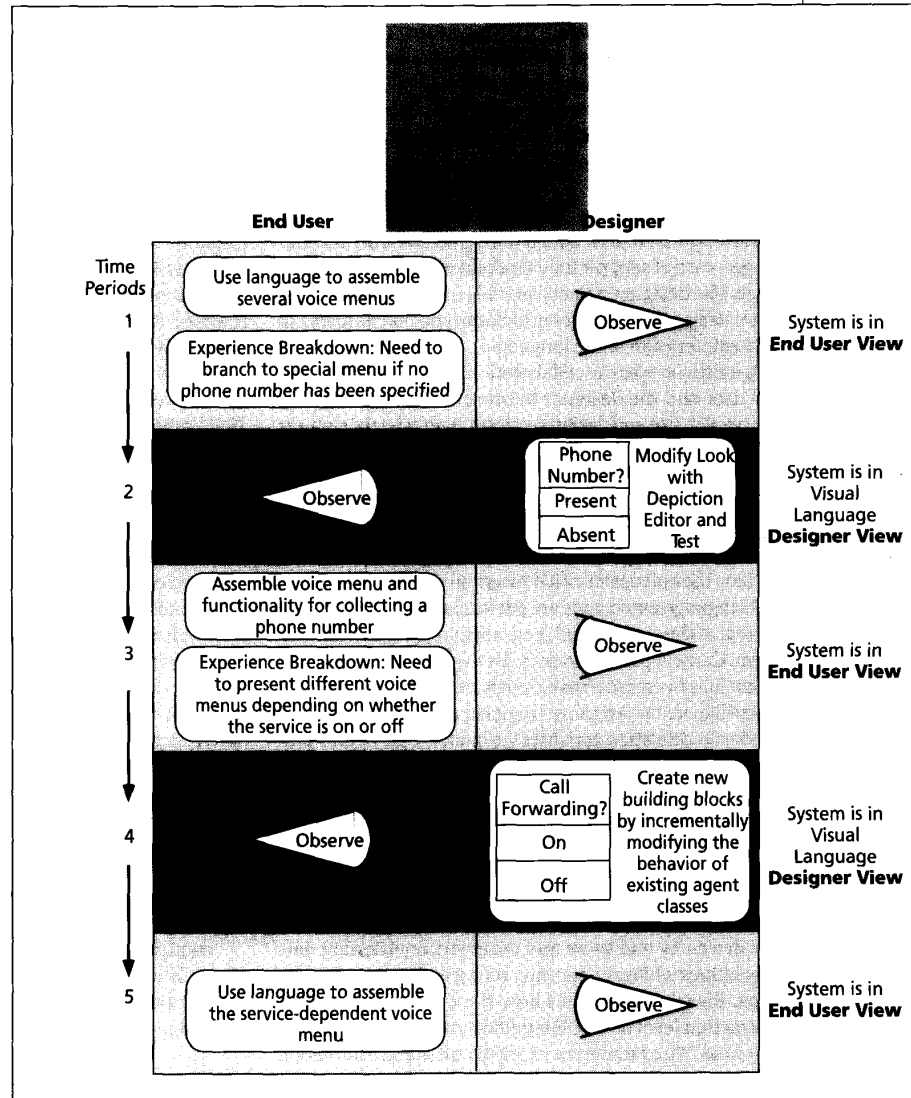 End User
Designer
Time
Periods
1
Use language to assemble
several voice menus
Experience Breakdown: Need to
branch to special menu if no
phone number has been specified
Observe
System is in
End User View
2
Observe
Phone
Number?
Present
Absent
Modify Look
with
Depiction
Editor and
Test
System is in
Visual
Language
Designer View
3
Assemble voice menu and
functionality for collecting a
phone number
Experience Breakdown: Need
to present different voice
menus depending on whether
the service is on or off
Observe
System is in
End User View
4
Observe
Call
Forwarding?
On
Off
Create new
building blocks
by incrementally
modifying the
behavior of
existing agent
classes
System is in
Visual
Language
Designer View
5
Use language to assemble
the service-dependent voice
menu
Observe
System is in
End User View